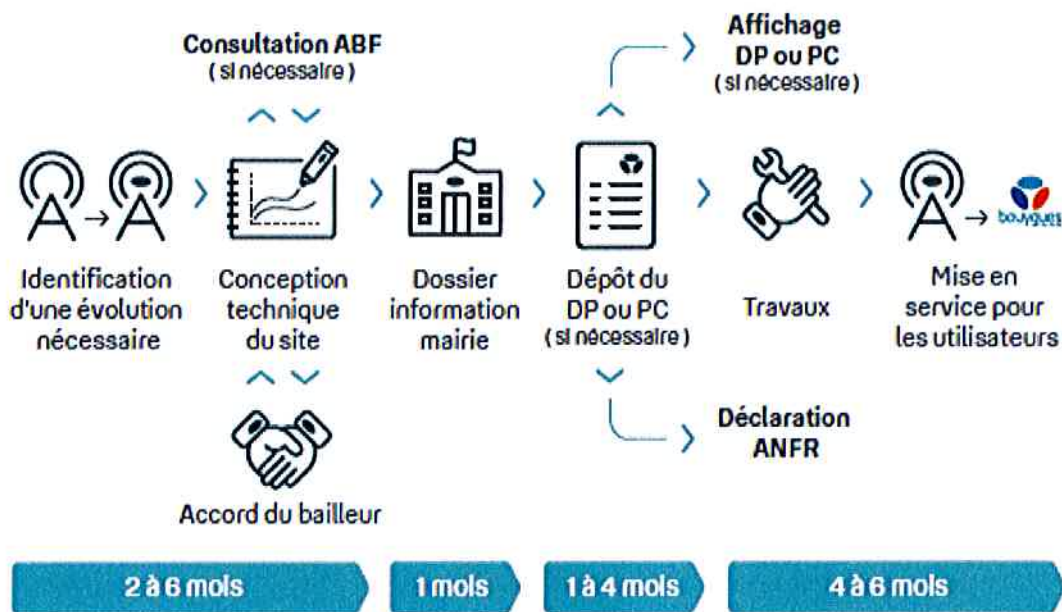 Consultation ABF
( si nécessaire )
Affichage
DP ou PC
( si nécessaire )
Identification
d'une évolution
nécessaire
Conception
technique
du site
Dossier
information
mairie
Dépôt du
DP ou PC
( si nécessaire )
Travaux
bouygues
Mise en
service pour
les utilisateurs
Accord du bailleur
Déclaration
ANFR
2 à 6 mois
1 mois
1 à 4 mois
4 à 6 mois